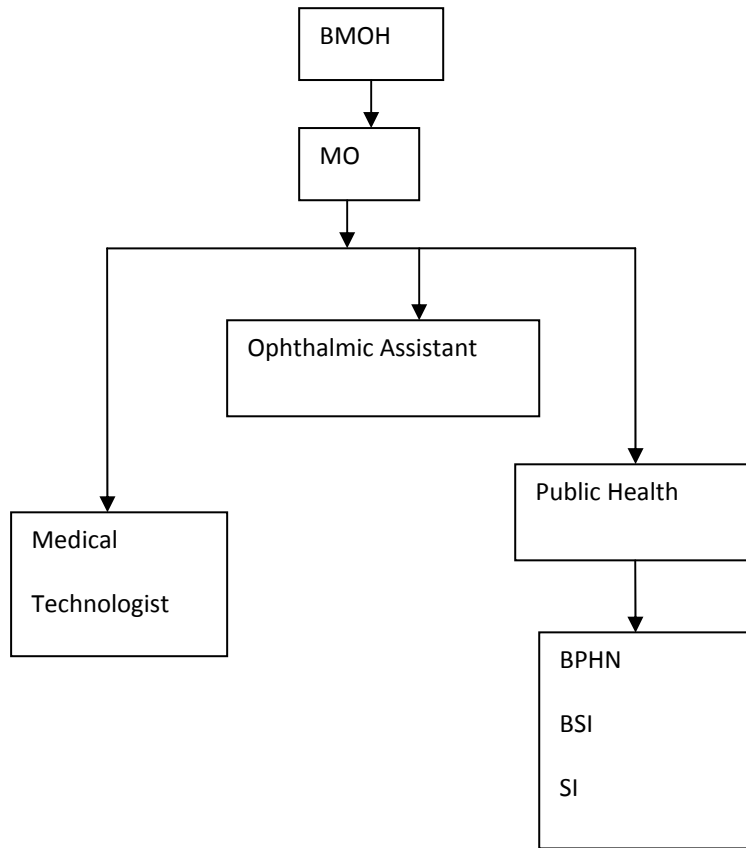 BMOH
MO
Ophthalmic Assistant
Public Health
Medical
Technologist
BPHN
BSI
SI